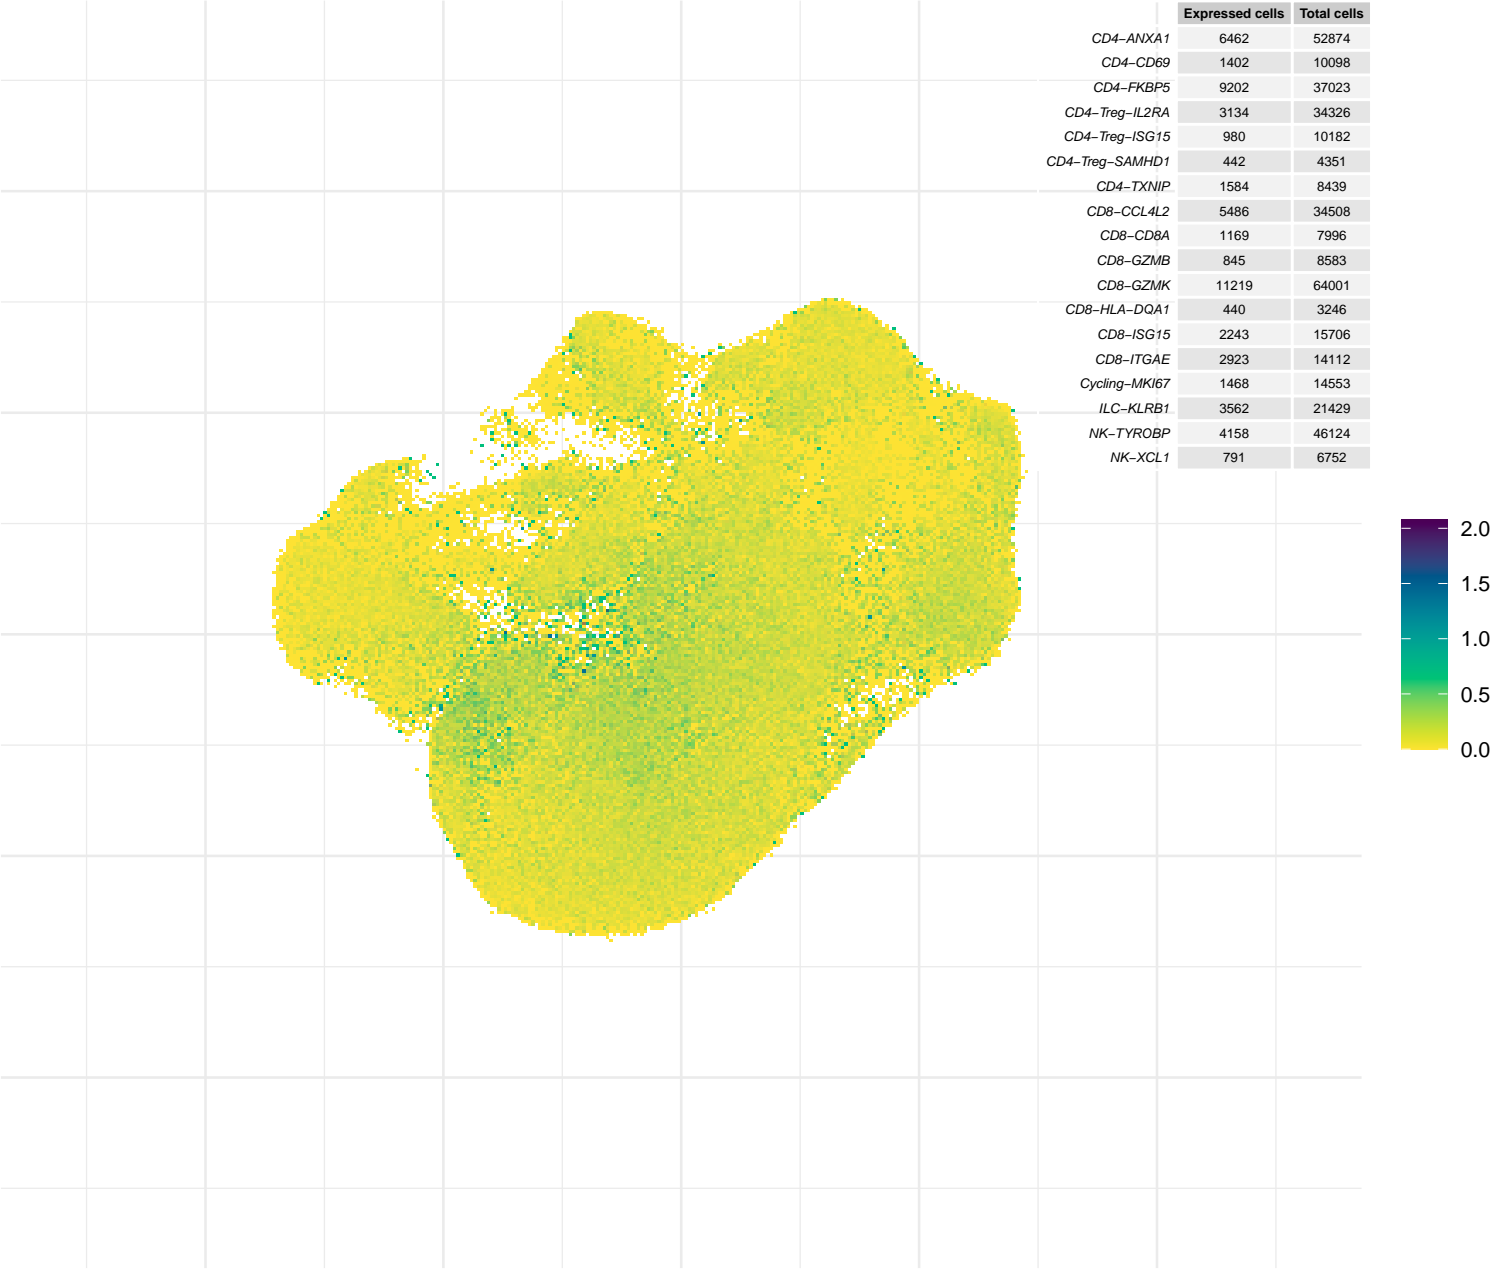 Expressed cells Total cells
CD4−ANXA1 6462 52874
CD4−CD69 1402 10098
CD4−FKBP5 9202 37023
CD4−Treg−IL2RA 3134 34326
CD4−Treg−ISG15 980 10182
CD4−Treg−SAMHD1 442 4351
CD4−TXNIP 1584 8439
CD8−CCL4L2 5486 34508
CD8−CD8A 1169 7996
CD8−GZMB 845 8583
CD8−GZMK 11219 64001
CD8−HLA−DQA1 440 3246
CD8−ISG15 2243 15706
CD8−ITGAE 2923 14112
Cycling−MKI67 1468 14553
ILC−KLRB1 3562 21429
NK−TYROBP 4158 46124
NK−XCL1 791 6752
2.0
1.5
1.0
0.5
0.0